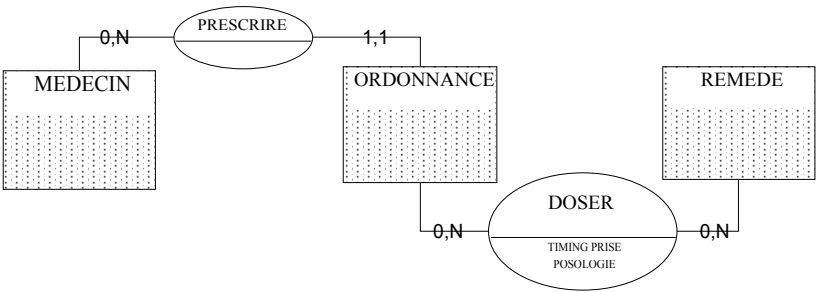 PRESCRIRE
0,N
1,1
MEDECIN
ORDONNANCE
REMEDE
DOSER
0,N
0,N
TIMING PRISE
POSOLOGIE